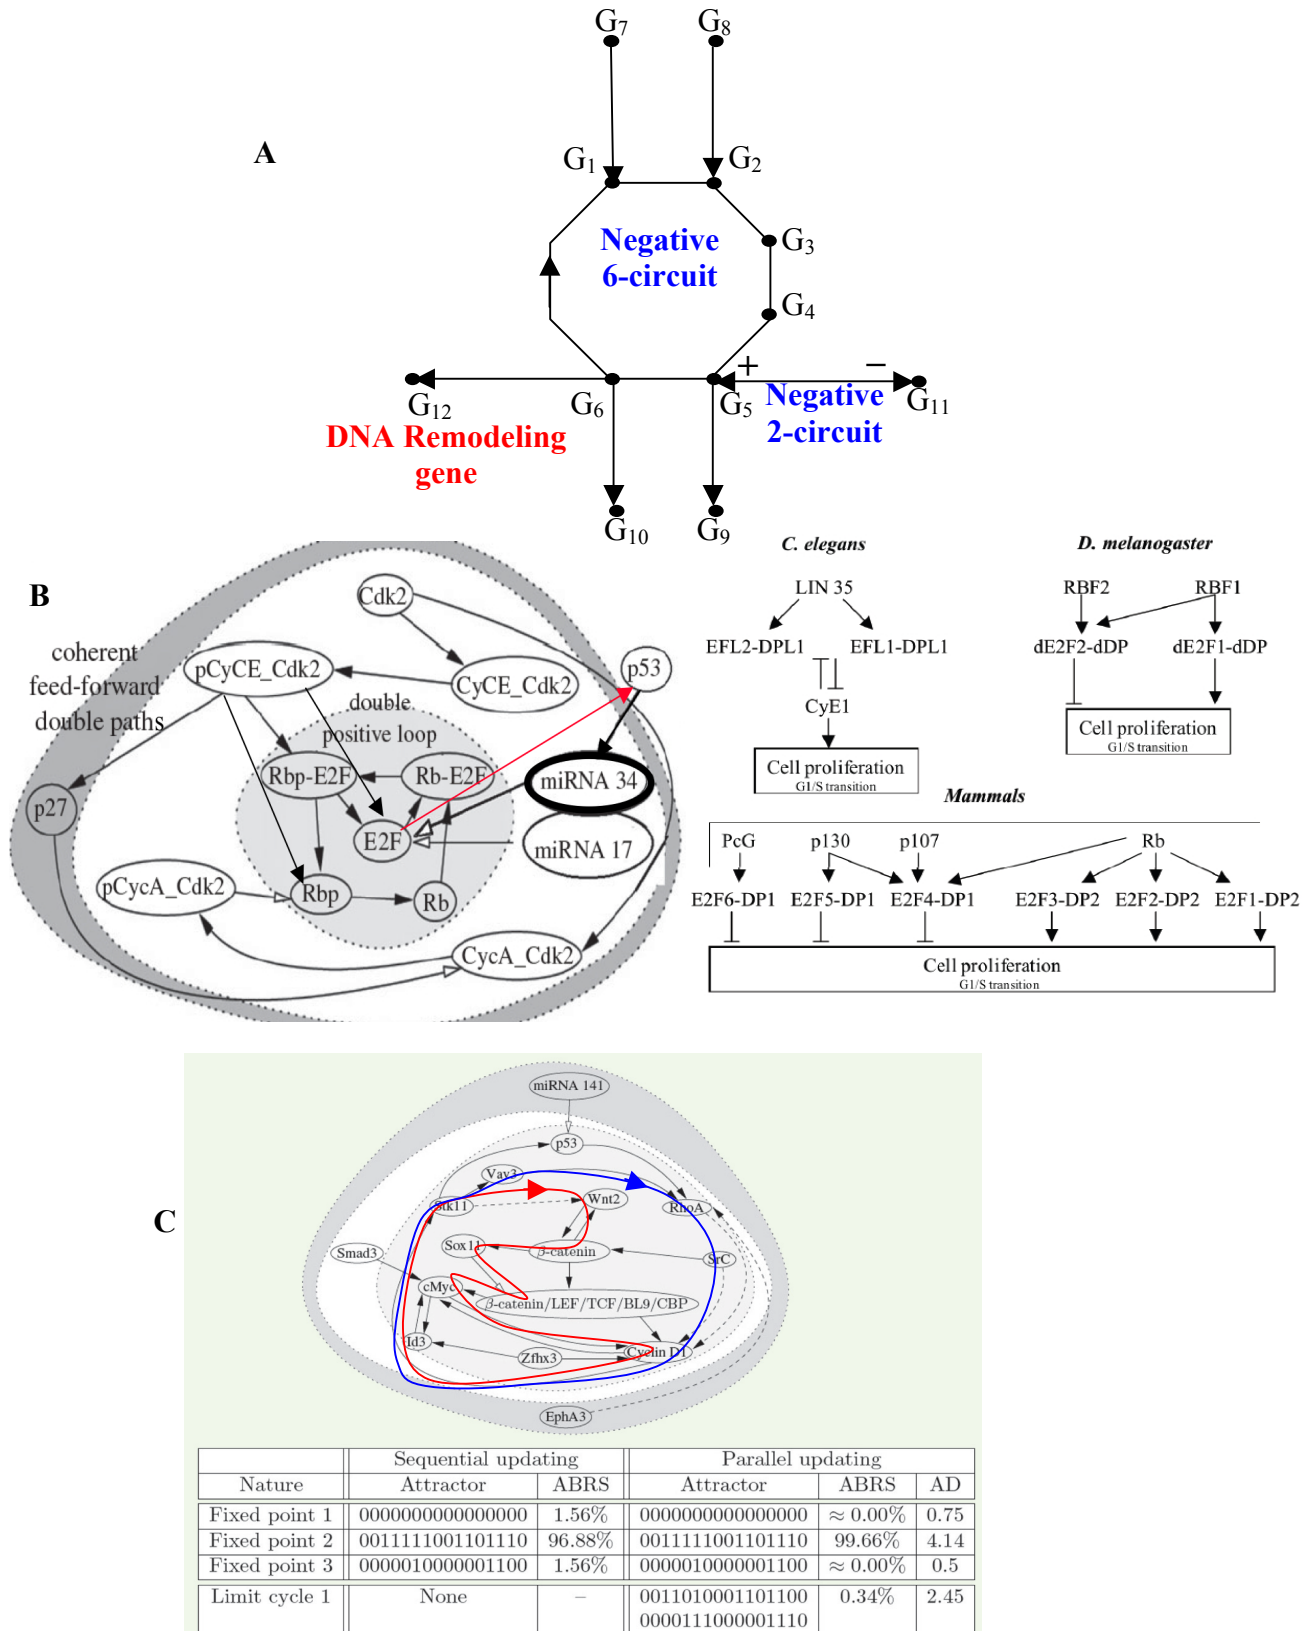 G7 G8
A
G1 G2
Negative
6-circuit
G3
G4
+ −
G12 G6 G5 G11
Negative
2-circuit
DNA Remodeling
gene
G10 G9
B
coherent
feed-forward
double paths
Cdk2
pCyCE_Cdk2
CyCE_Cdk2
p53
double
positive loop
Rbp-E2F
Rb-E2F
miRNA 34
p27
E2F
miRNA 17
pCycA_Cdk2
Rbp
Rb
CycA_Cdk2
C. elegans
LIN 35
EFL2-DPL1 EFL1-DPL1
CyE1
Cell proliferation
G1/S transition
D. melanogaster
RBF2 RBF1
dE2F2-dDP dE2F1-dDP
Cell proliferation
G1/S transition
Mammals
PcG p130 p107 Rb
E2F6-DP1 E2F5-DP1 E2F4-DP1 E2F3-DP2 E2F2-DP2 E2F1-DP2
Cell proliferation
G1/S transition
C
miRNA 141
p53
Vav3
Stk11
Wnt2
RhoA
Sox11
β-catenin
Smad3
SrC
cMyc
β-catenin/LEF/TCF/BL9/CBP
Id3
Zfhx3
Cyclin D1
EphA3
Sequential updating Parallel updating
Nature Attractor ABRS Attractor ABRS AD
Fixed point 1 0000000000000000 1.56% 0000000000000000 ≈ 0.00% 0.75
Fixed point 2 0011111001101110 96.88% 0011111001101110 99.66% 4.14
Fixed point 3 0000010000001100 1.56% 0000010000001100 ≈ 0.00% 0.5
Limit cycle 1 None – 0011010001101100 0.34% 2.45
0000111000001110